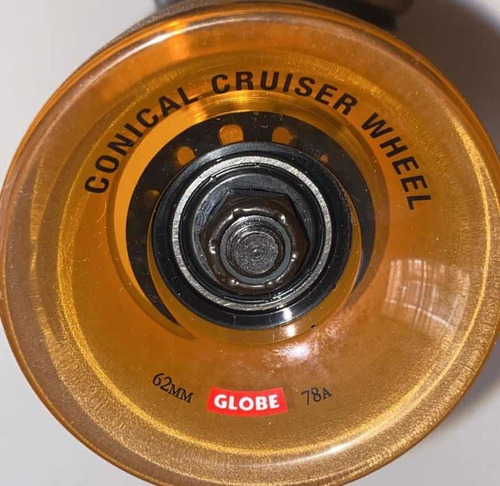 CONICAL CRUISER WHEEL
62MM GLOBE 78A